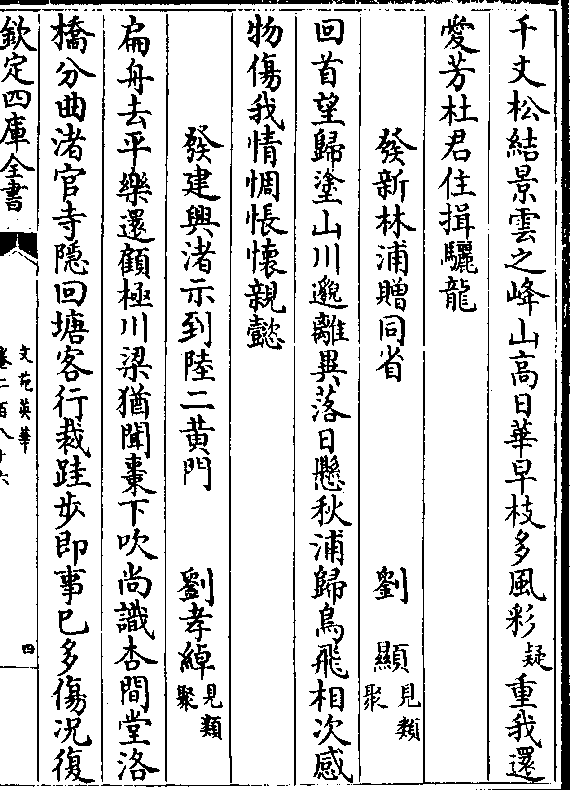 千丈松結景雲之峰山高日華早枝多風彩疑重我還
愛芳杜君住揖驪龍
發新林浦贈同省 劉顯見類聚
回首望歸塗山川邈離異落日懸秋浦歸鳥飛相次感
物傷我情惆悵懷親懿
發建興渚示到陸二黃門 劉孝綽見類聚
扁舟去平樂還顧極川梁猶聞棗下吹尚識杏間堂洛
橋分曲渚官寺隱回塘客行裁跬步即事已多傷況復
欽定四庫全書
文苑英華
卷二百八十六
四